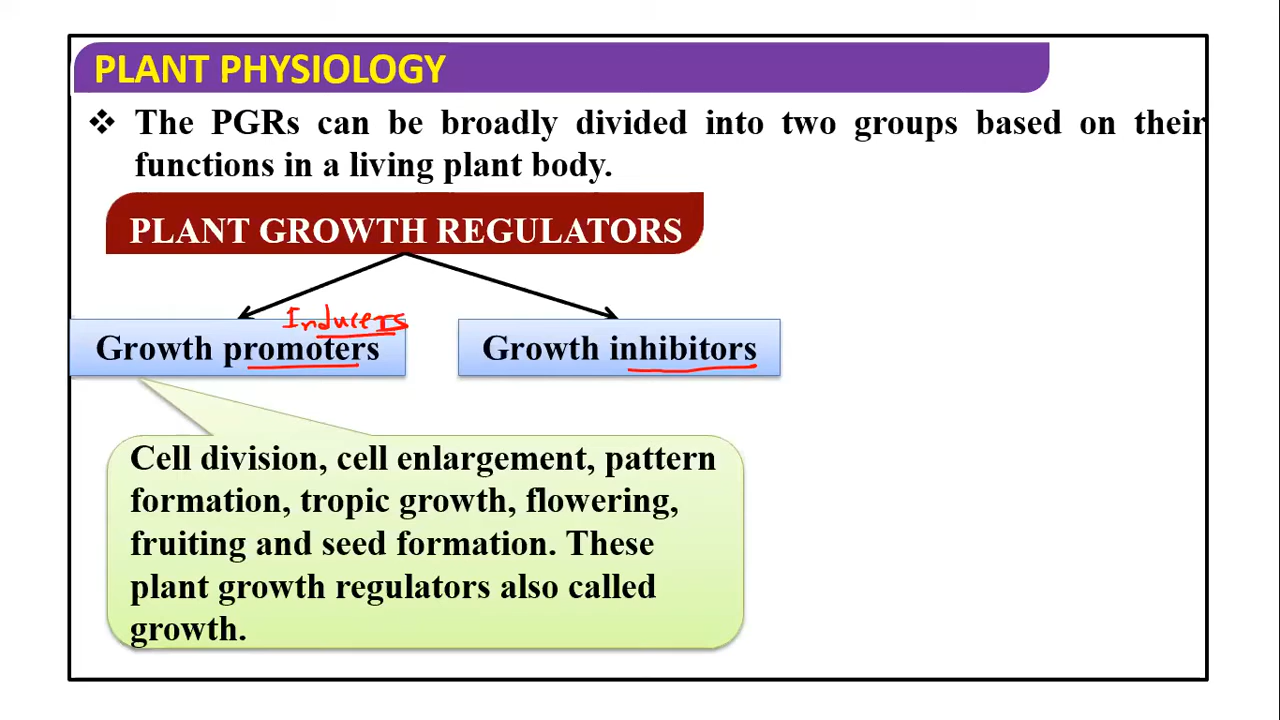 PLANT PHYSIOLOGY
❖ The PGRs can be broadly divided into two groups based on their
functions in a living plant body.
PLANT GROWTH REGULATORS
Inducers
Growth promoters
Growth inhibitors
Cell division, cell enlargement, pattern
formation, tropic growth, flowering,
fruiting and seed formation. These
plant growth regulators also called
growth.